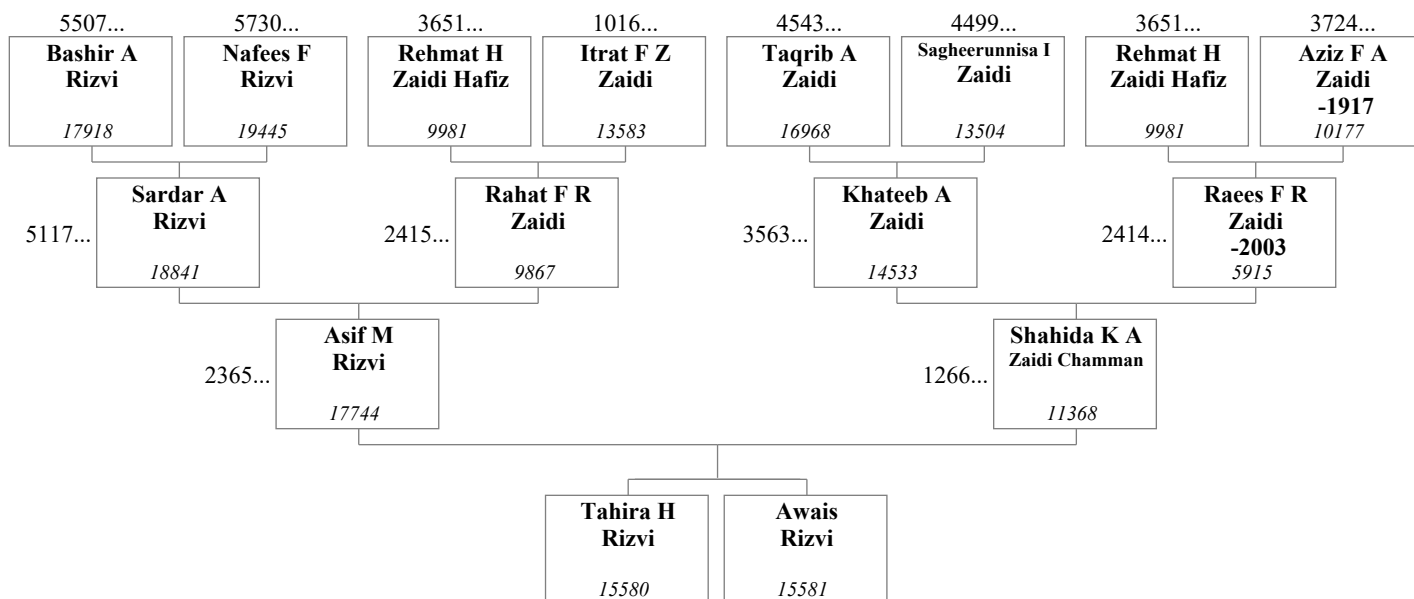 5507...
5730...
3651...
1016...
4543...
4499...
3651...
3724...
Bashir A
Rizvi
17918
Nafees F
Rizvi
19445
Rehmat H
Zaidi Hafiz
9981
Itrat F Z
Zaidi
13583
Taqrib A
Zaidi
16968
Sagheerunnisa I
Zaidi
13504
Rehmat H
Zaidi Hafiz
9981
Aziz F A
Zaidi
-1917
10177
5117...
Sardar A
Rizvi
18841
2415...
Rahat F R
Zaidi
9867
3563...
Khateeb A
Zaidi
14533
2414...
Raees F R
Zaidi
-2003
5915
2365...
Asif M
Rizvi
17744
1266...
Shahida K A
Zaidi Chamman
11368
Tahira H
Rizvi
15580
Awais
Rizvi
15581